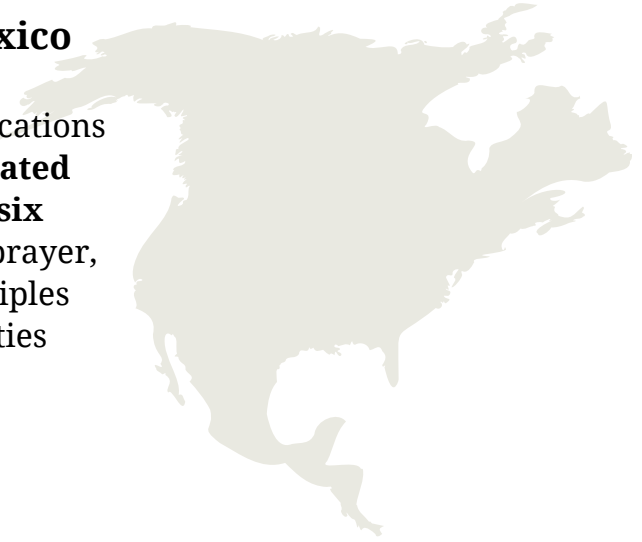 xico
cations
ated
six
prayer,
iples
ties